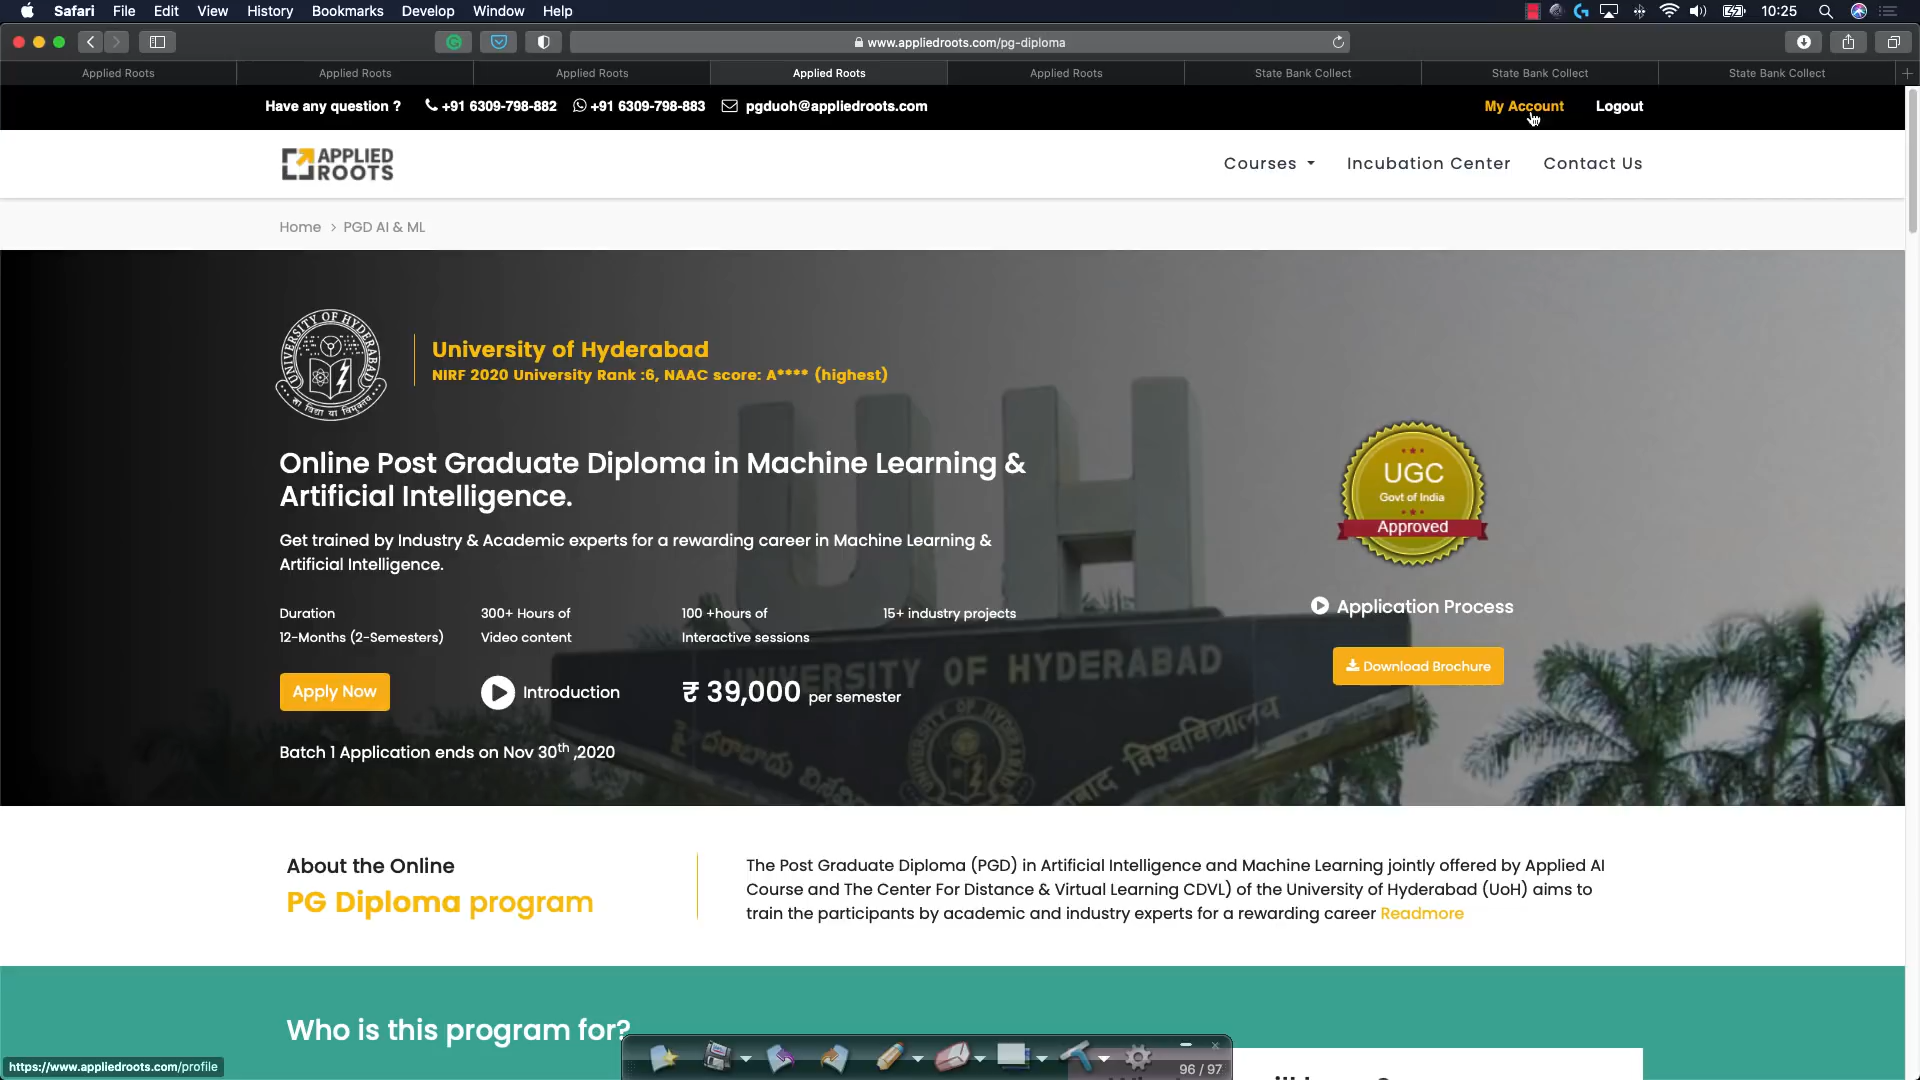 Safari File Edit View History Bookmarks Develop Window Help 10:25
www.appliedroots.com/pg-diploma
Applied Roots Applied Roots Applied Roots Applied Roots Applied Roots State Bank Collect State Bank Collect State Bank Collect
Have any question ? +91 6309-798-882 +91 6309-798-883 pgduoh@appliedroots.com My Account Logout
APPLIED
ROOTS
Courses Incubation Center Contact Us
Home > PGD AI & ML
UNIVERSITY OF HYDERABAD
University of Hyderabad
NIRF 2020 University Rank :6, NAAC score: A**** (highest)
Online Post Graduate Diploma in Machine Learning &
Artificial Intelligence.
Get trained by Industry & Academic experts for a rewarding career in Machine Learning &
Artificial Intelligence.
UGC
Govt of India
Approved
Duration
12-Months (2-Semesters)
300+ Hours of
Video content
100 +hours of
Interactive sessions
15+ industry projects
Application Process
Download Brochure
Apply Now
Introduction
₹ 39,000 per semester
UNIVERSITY OF HYDERABAD
Batch 1 Application ends on Nov 30th ,2020
About the Online
PG Diploma program
The Post Graduate Diploma (PGD) in Artificial Intelligence and Machine Learning jointly offered by Applied AI
Course and The Center For Distance & Virtual Learning CDVL) of the University of Hyderabad (UoH) aims to
train the participants by academic and industry experts for a rewarding career Readmore
Who is this program for?
https://www.appliedroots.com/profile
96 / 97